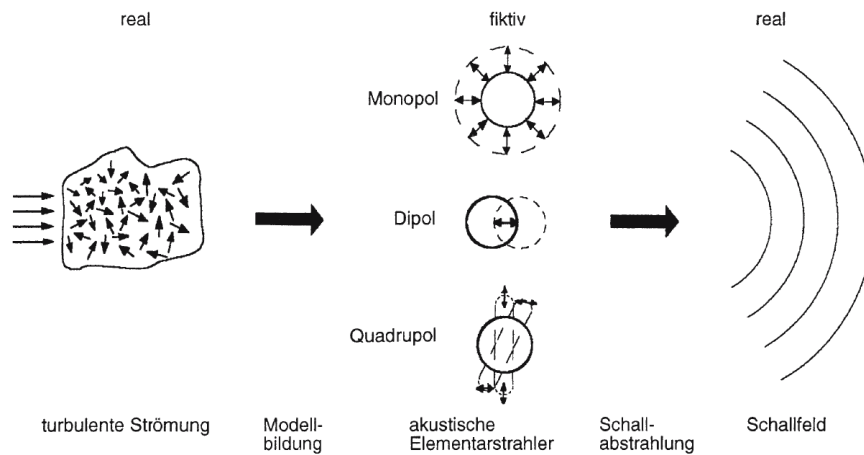 real
fiktiv
real
Monopol
Dipol
Quadrupol
turbulente Strömung
Modell-
bildung
akustische
Elementarstrahler
Schall-
abstrahlung
Schallfeld